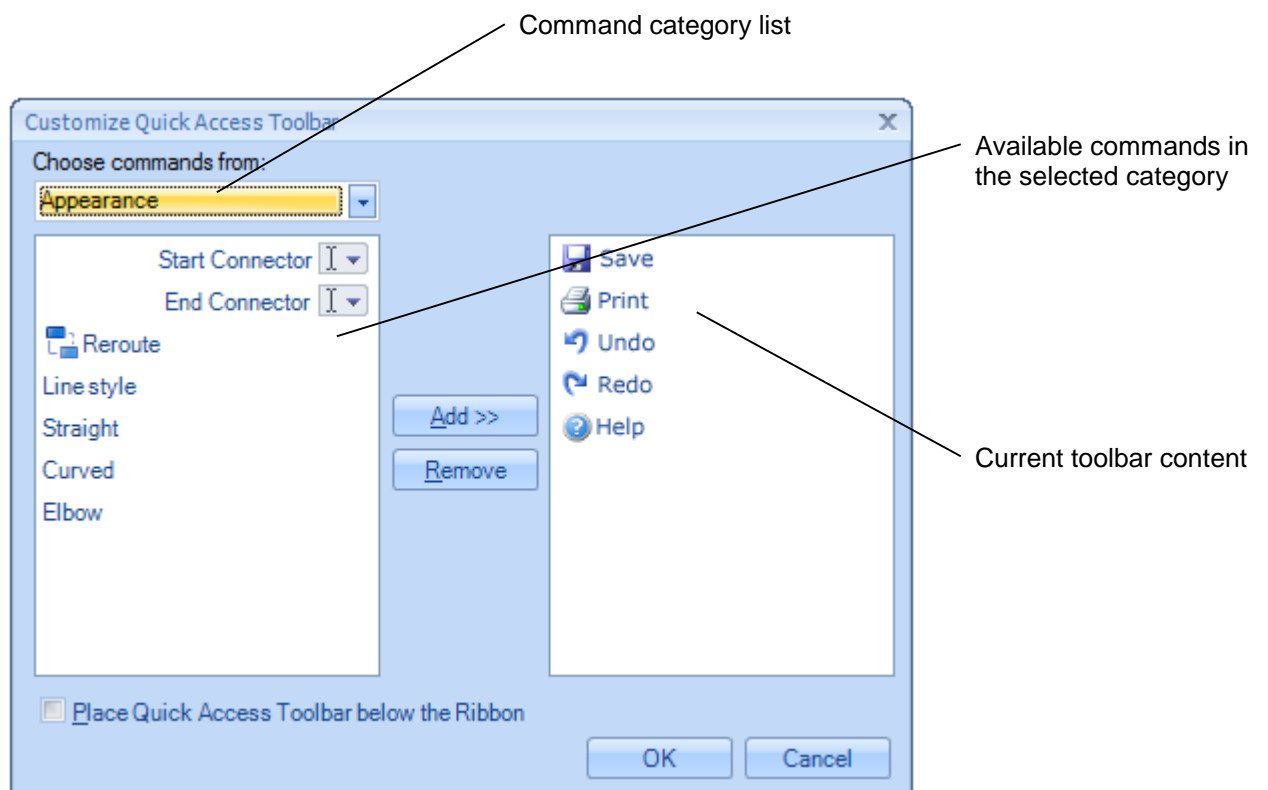 Command category list
Customize Quick Access Toolbar
Choose commands from:
Available commands in
the selected category
Appearance
Start Connector
End Connector
Reroute
Line style
Straight
Curved
Elbow
Add >>
Remove
Save
Print
Undo
Redo
Help
Current toolbar content
Place Quick Access Toolbar below the Ribbon
OK
Cancel